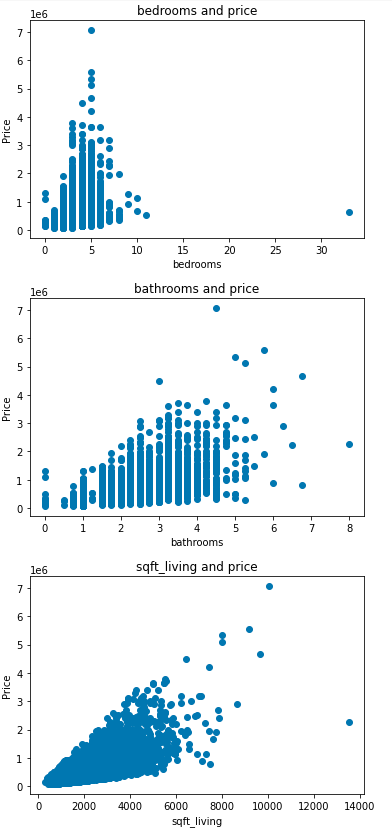 bedrooms and price
1e6
7
6
5
4
3
2
1
0
Price
0 5 10 15 20 25 30
bedrooms
bathrooms and price
1e6
7
6
5
4
3
2
1
0
Price
0 1 2 3 4 5 6 7 8
bathrooms
sqft_living and price
1e6
7
6
5
4
3
2
1
0
Price
0 2000 4000 6000 8000 10000 12000 14000
sqft_living